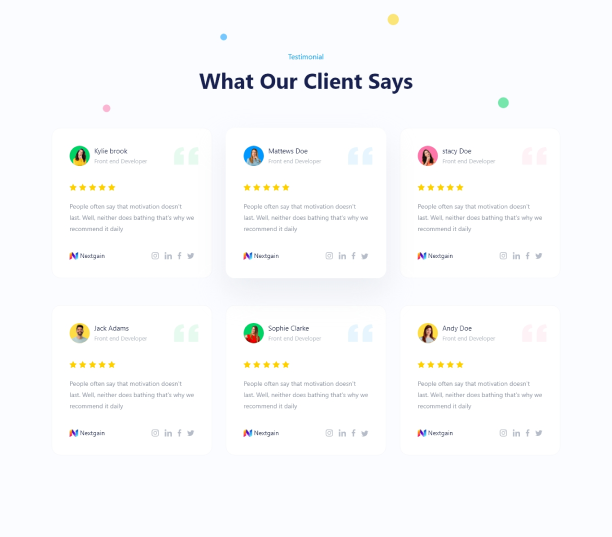 Testimonial
What Our Client Says
Kylie brook
Front end Developer
People often say that motivation doesn't
last. Well, neither does bathing that's why we
recommend it daily
Nextgain
Mattews Doe
Front end Developer
People often say that motivation doesn't
last. Well, neither does bathing that's why we
recommend it daily
Nextgain
stacy Doe
Front end Developer
People often say that motivation doesn't
last. Well, neither does bathing that's why we
recommend it daily
Nextgain
Jack Adams
Front end Developer
People often say that motivation doesn't
last. Well, neither does bathing that's why we
recommend it daily
Nextgain
Sophie Clarke
Front end Developer
People often say that motivation doesn't
last. Well, neither does bathing that's why we
recommend it daily
Nextgain
Andy Doe
Front end Developer
People often say that motivation doesn't
last. Well, neither does bathing that's why we
recommend it daily
Nextgain